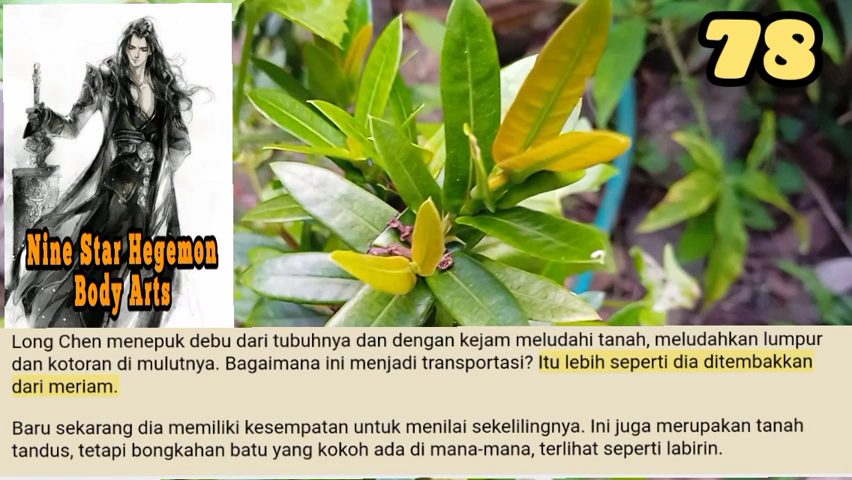 78
Nine Star Hegemon
Body Arts
Long Chen menepuk debu dari tubuhnya dan dengan kejam meludahi tanah, meludahkan lumpur
dan kotoran di mulutnya. Bagaimana ini menjadi transportasi? Itu lebih seperti dia ditembakkan
dari meriam.
Baru sekarang dia memiliki kesempatan untuk menilai sekelilingnya. Ini juga merupakan tanah
tandus, tetapi bongkahan batu yang kokoh ada di mana-mana, terlihat seperti labirin.